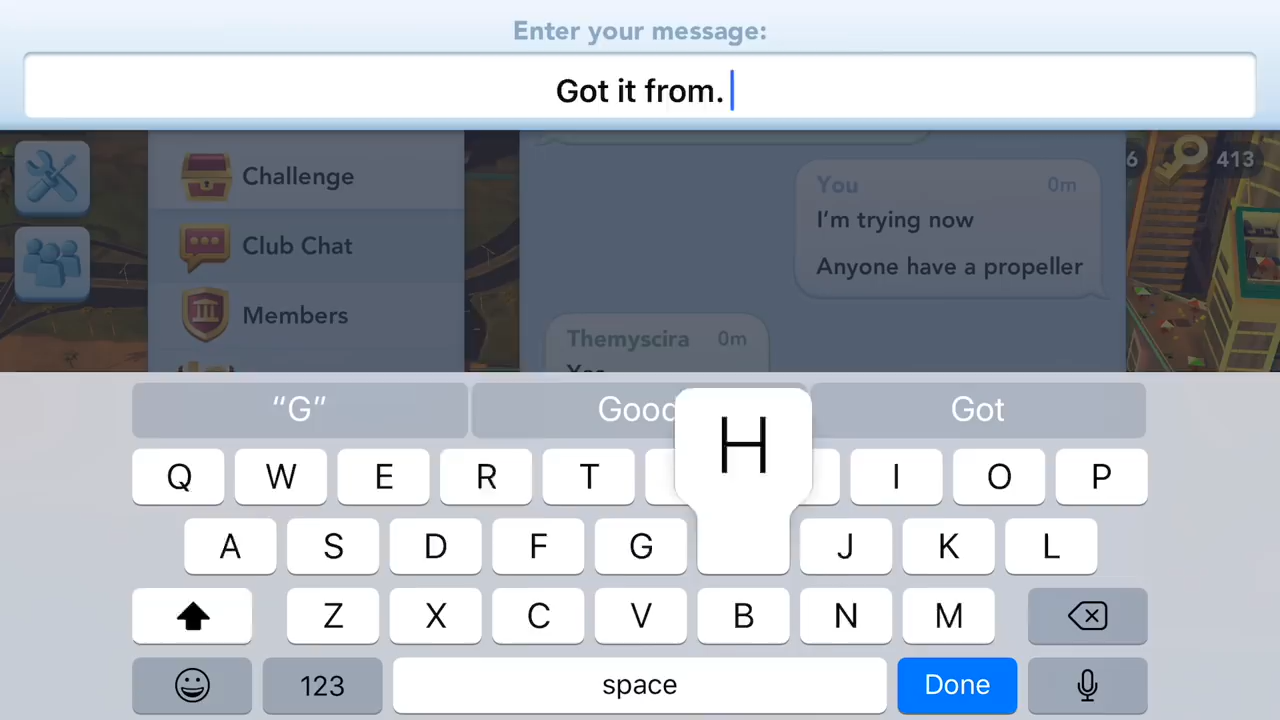 Enter your message:
Got it from.
Challenge
Club Chat
Members
You 0m
I'm trying now
Anyone have a propeller
Themyscira 0m
6
413
“G”
Good
Got
H
Q W E R T I O P
A S D F G J K L
Z X C V B N M
123
space
Done